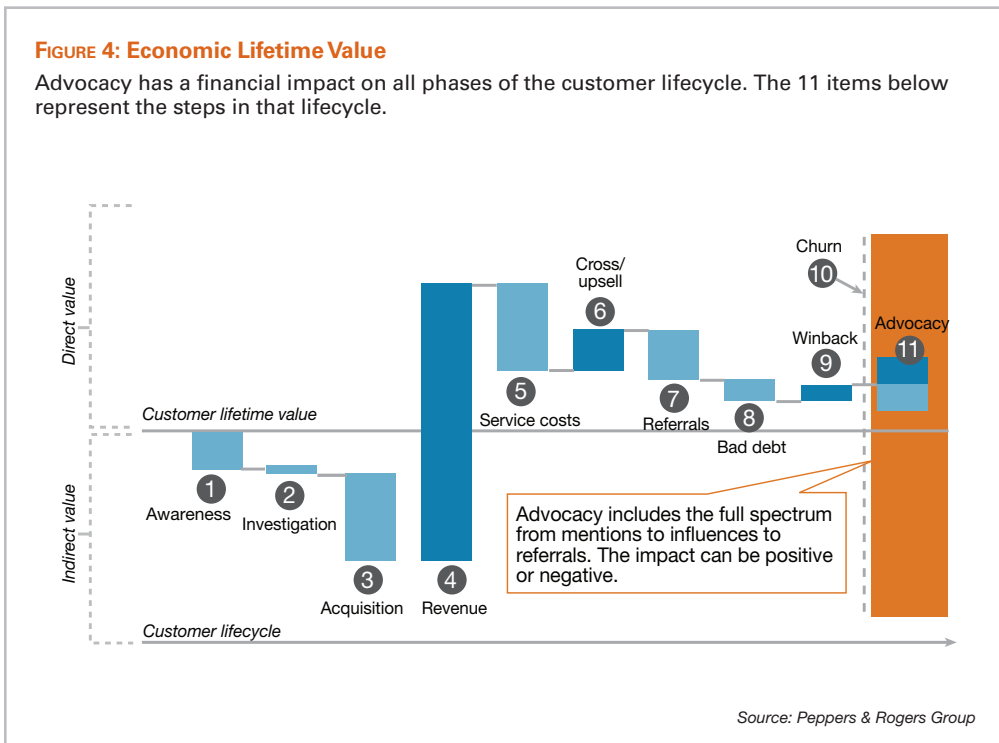 FIGURE 4: Economic Lifetime Value
Advocacy has a financial impact on all phases of the customer lifecycle. The 11 items below
represent the steps in that lifecycle.
Direct value
Indirect value
Customer lifetime value
Customer lifecycle
1
Awareness
2
Investigation
3
Acquisition
4
Revenue
5
Service costs
Cross/
upsell
6
7
Referrals
8
Bad debt
Winback
9
Churn
10
Advocacy
11
Advocacy includes the full spectrum
from mentions to influences to
referrals. The impact can be positive
or negative.
Source: Peppers & Rogers Group